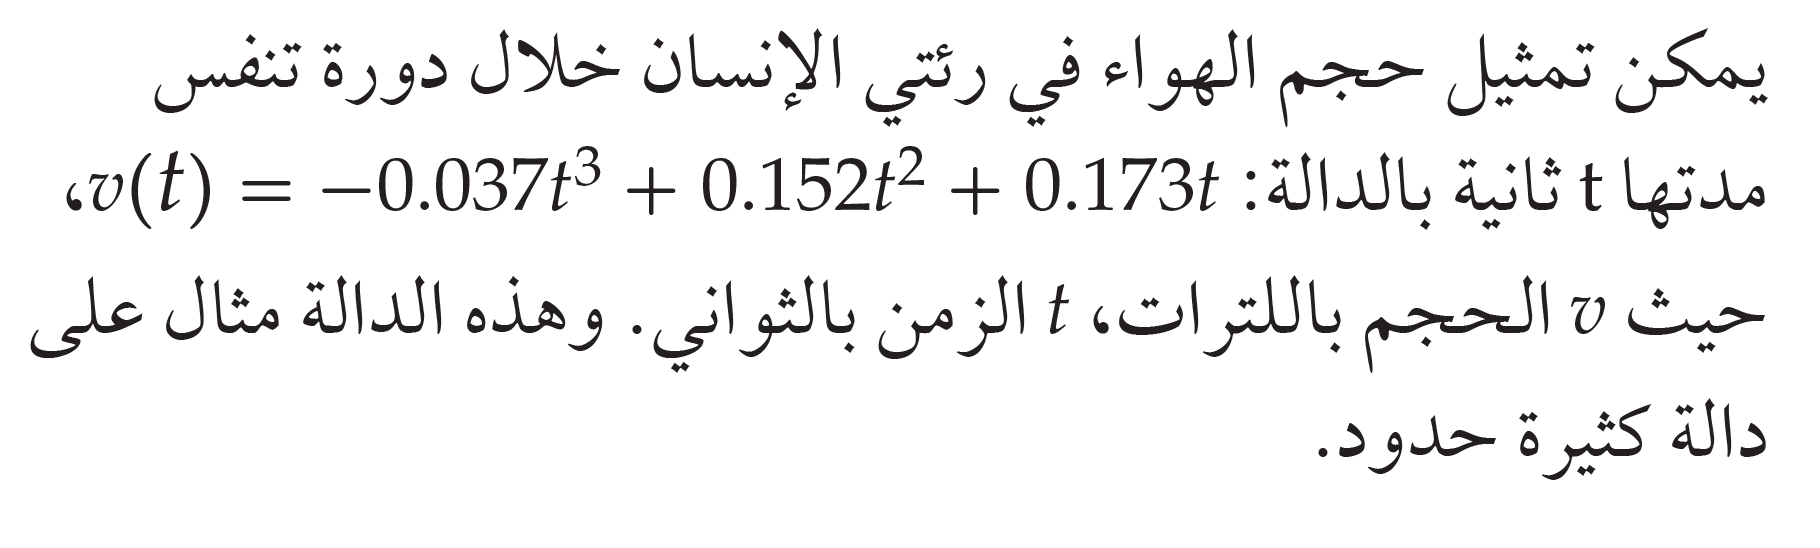 يمكن تمثيل حجم الهواء في رئتي الإنسان خلال دورة تنفس
مدتها t ثانية بالدالة: v(t) = −0.037t³ + 0.152t² + 0.173t،
حيث v الحجم باللترات، t الزمن بالثواني. وهذه الدالة مثال على
دالة كثيرة حدود.